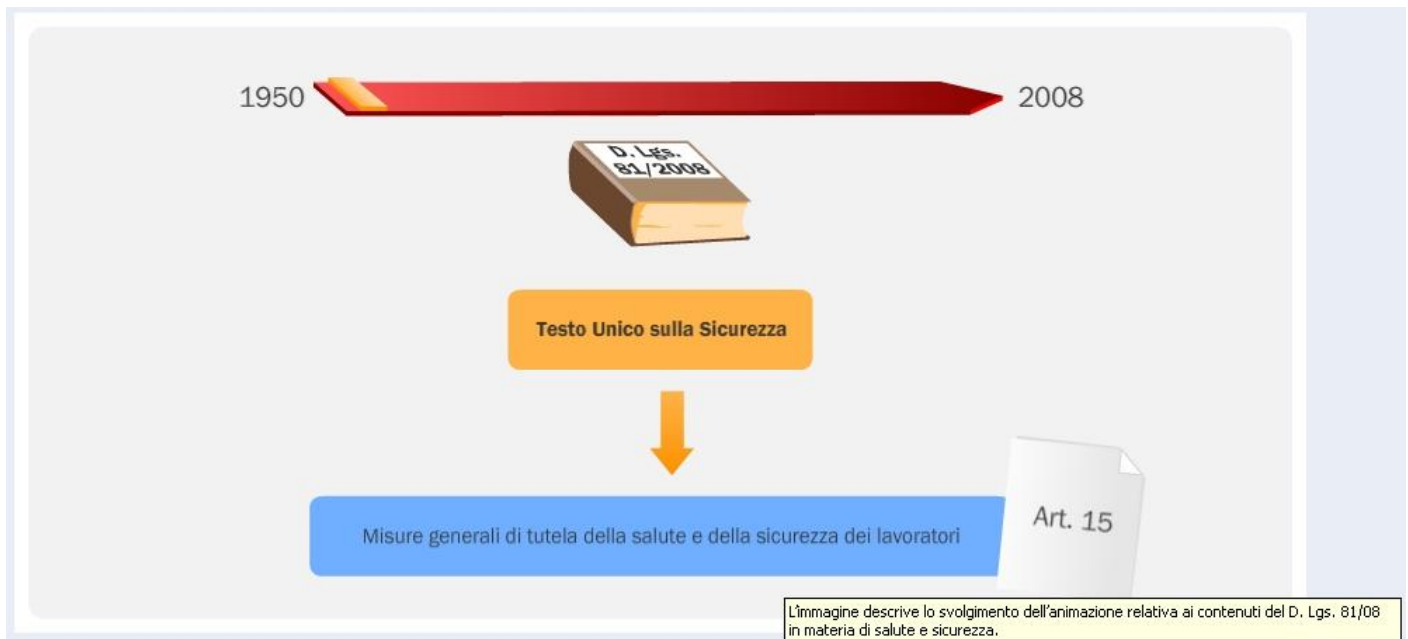 1950
2008
D. Lgs.
81/2008
Testo Unico sulla Sicurezza
Misure generali di tutela della salute e della sicurezza dei lavoratori
Art. 15
L'immagine descrive lo svolgimento dell'animazione relativa ai contenuti del D. Lgs. 81/08
in materia di salute e sicurezza.